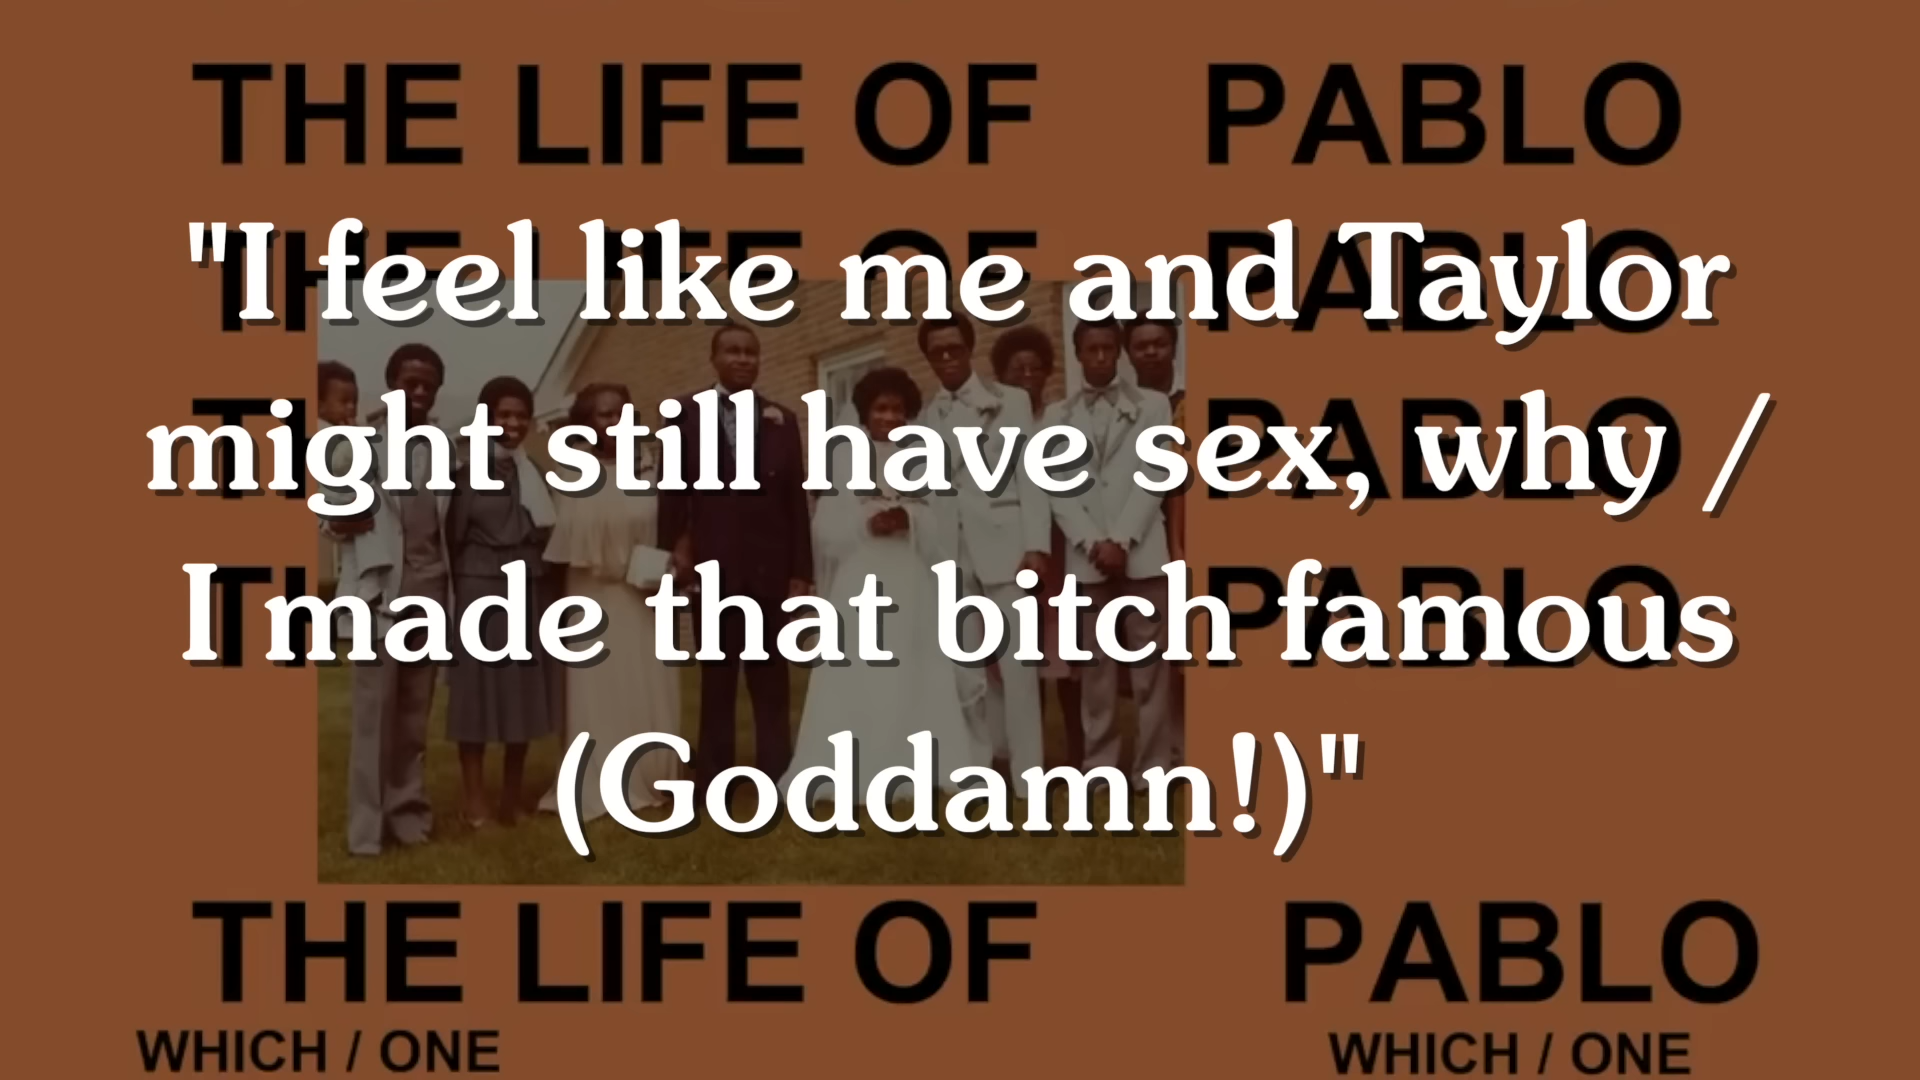 THE LIFE OF PABLO
"I feel like me and Taylor
might still have sex, why /
I made that bitch famous
(Goddamn!)"
THE LIFE OF PABLO
WHICH / ONE WHICH / ONE